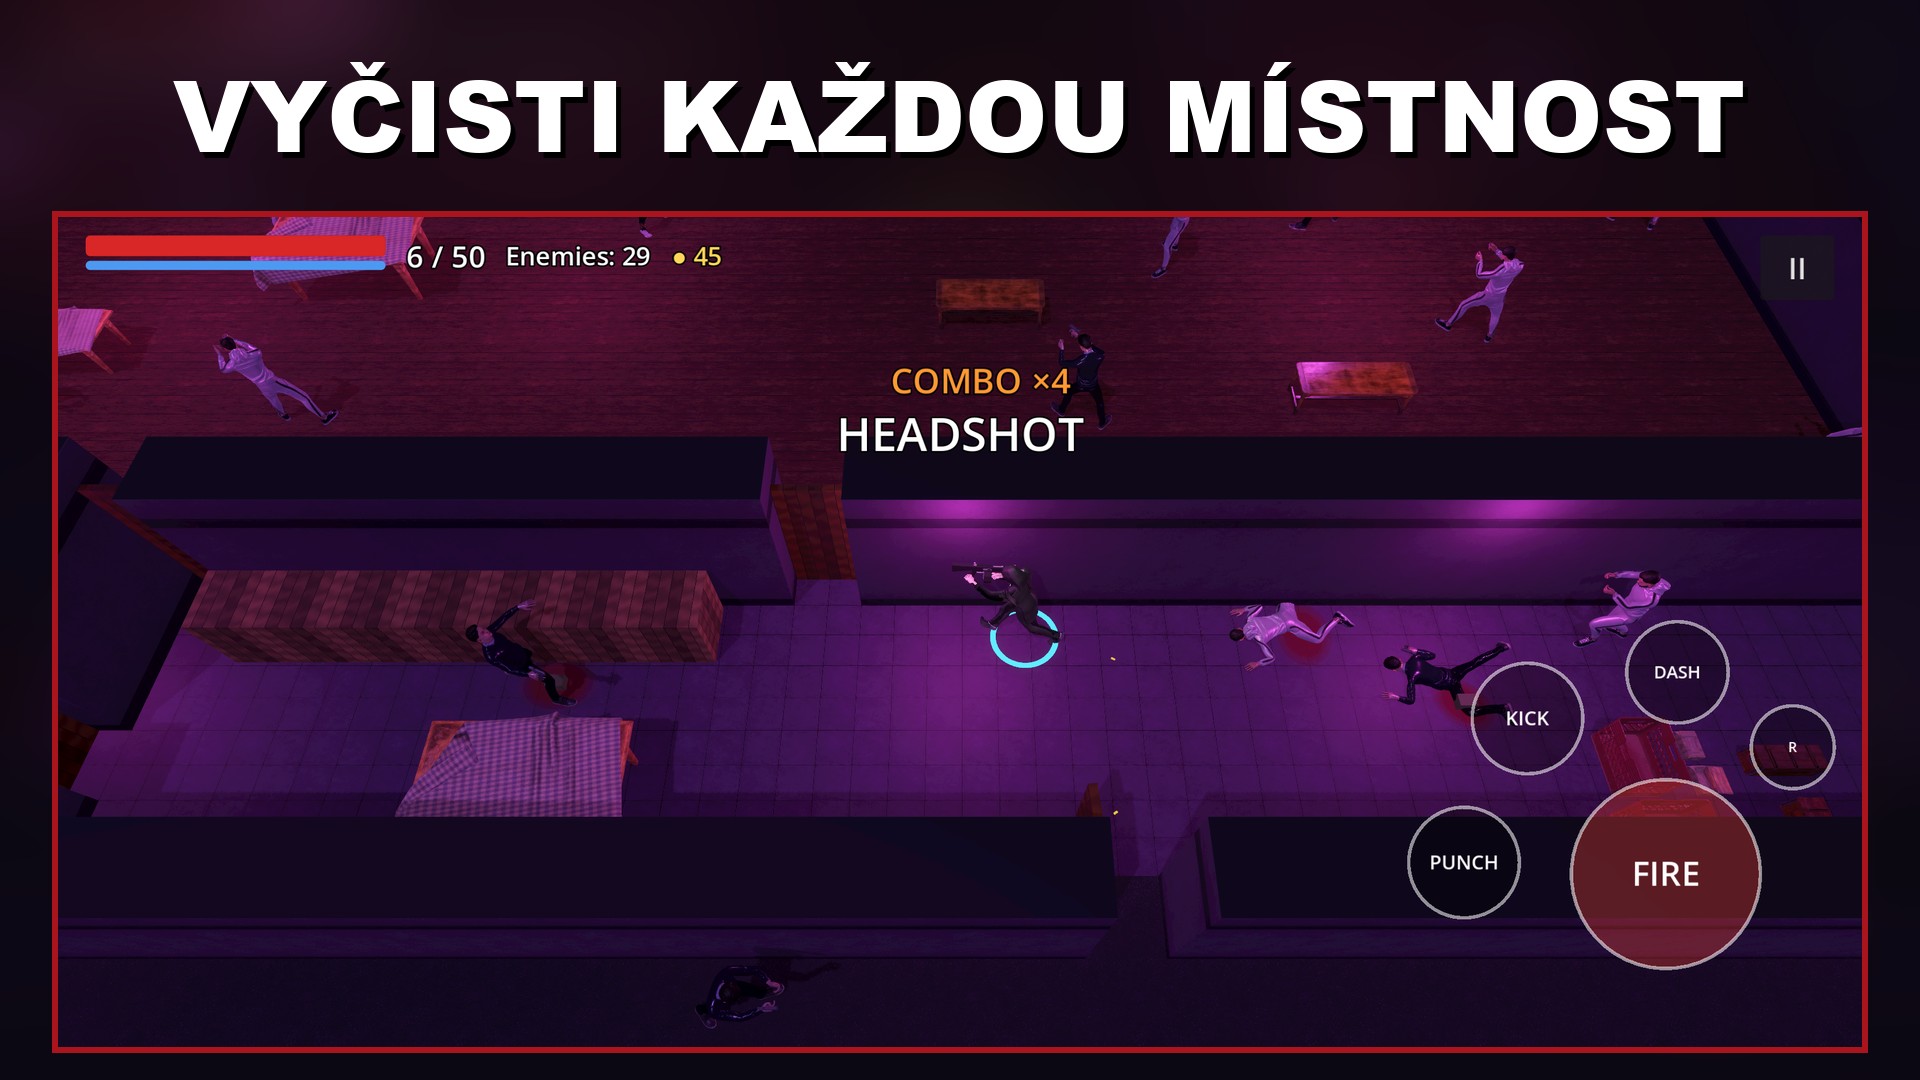 VYČISTI KAŽDOU MÍSTNOST
6 / 50 Enemies: 29 ● 45
COMBO ×4
HEADSHOT
DASH
KICK
R
PUNCH
FIRE